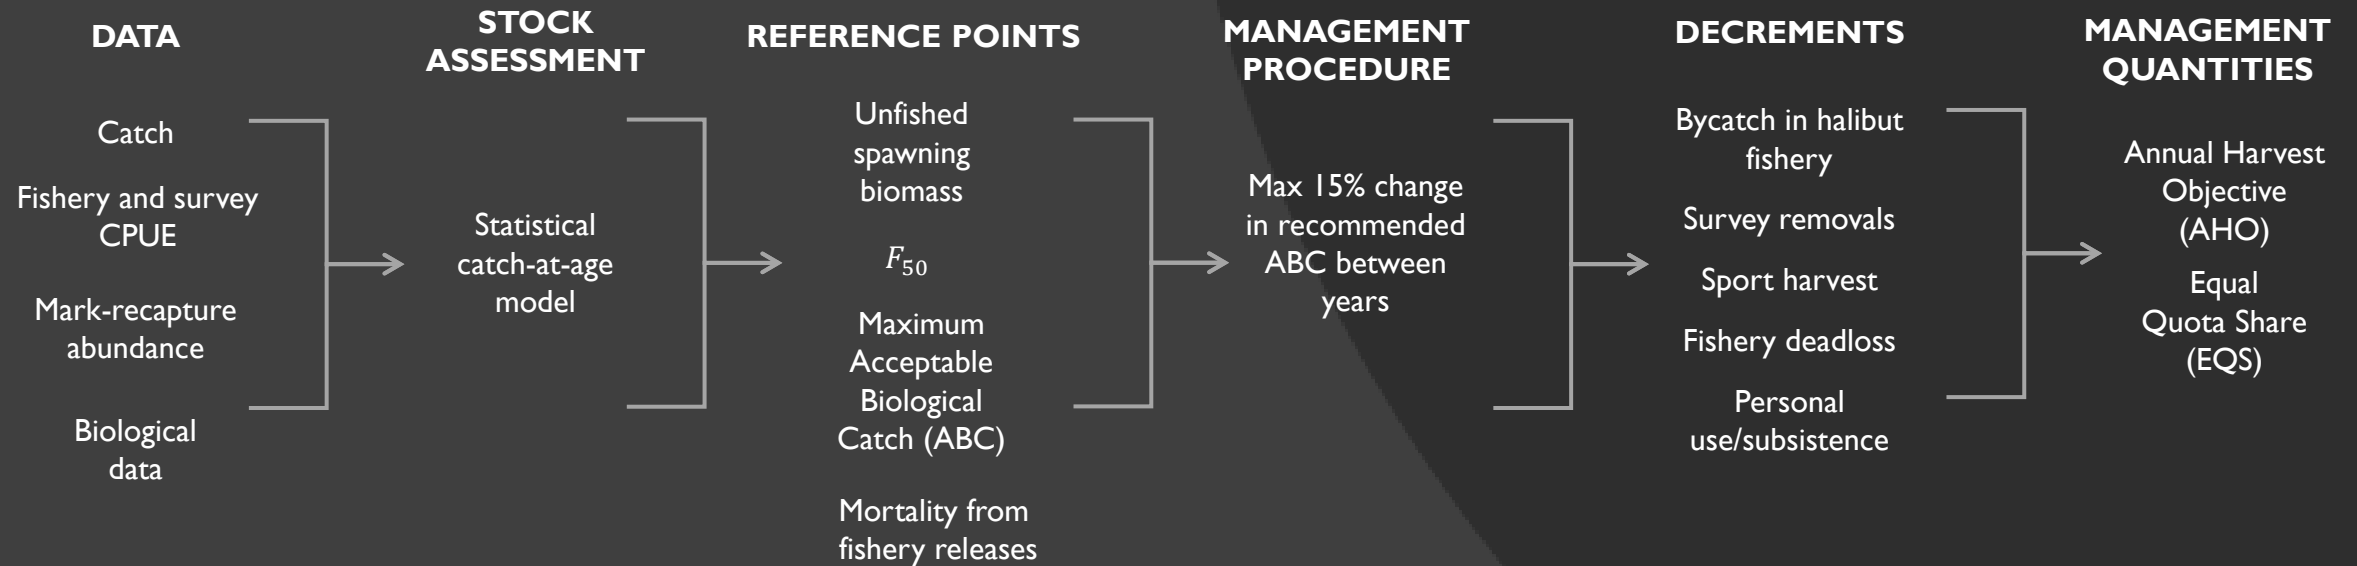 DATA
Catch
Fishery and survey
CPUE
Mark-recapture
abundance
Biological
data
STOCK
ASSESSMENT
Statistical
catch-at-age
model
REFERENCE POINTS
Unfished
spawning
biomass
F₅₀
Maximum
Acceptable
Biological
Catch (ABC)
Mortality from
fishery releases
MANAGEMENT
PROCEDURE
Max 15% change
in recommended
ABC between
years
DECREMENTS
Bycatch in halibut
fishery
Survey removals
Sport harvest
Fishery deadloss
Personal
use/subsistence
MANAGEMENT
QUANTITIES
Annual Harvest
Objective
(AHO)
Equal
Quota Share
(EQS)